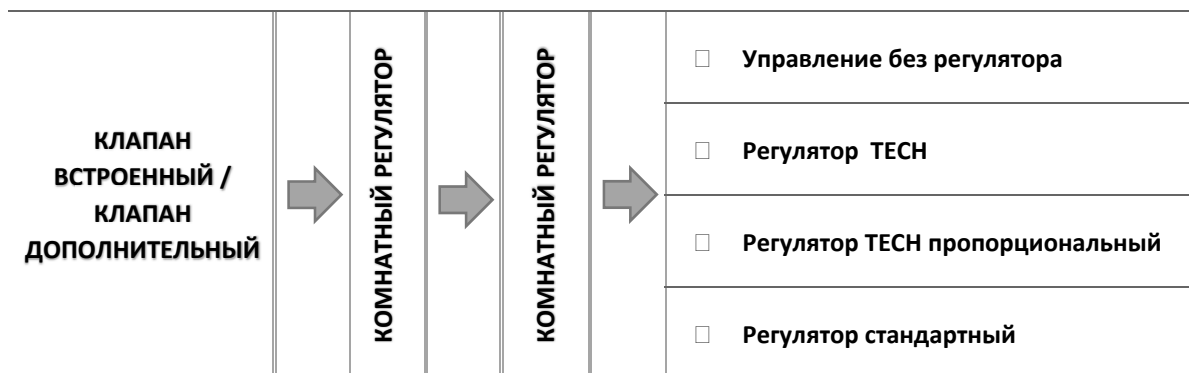 КЛАПАН
ВСТРОЕННЫЙ /
КЛАПАН
ДОПОЛНИТЕЛЬНЫЙ
КОМНАТНЫЙ РЕГУЛЯТОР
КОМНАТНЫЙ РЕГУЛЯТОР
Управление без регулятора
Регулятор TECH
Регулятор TECH пропорциональный
Регулятор стандартный